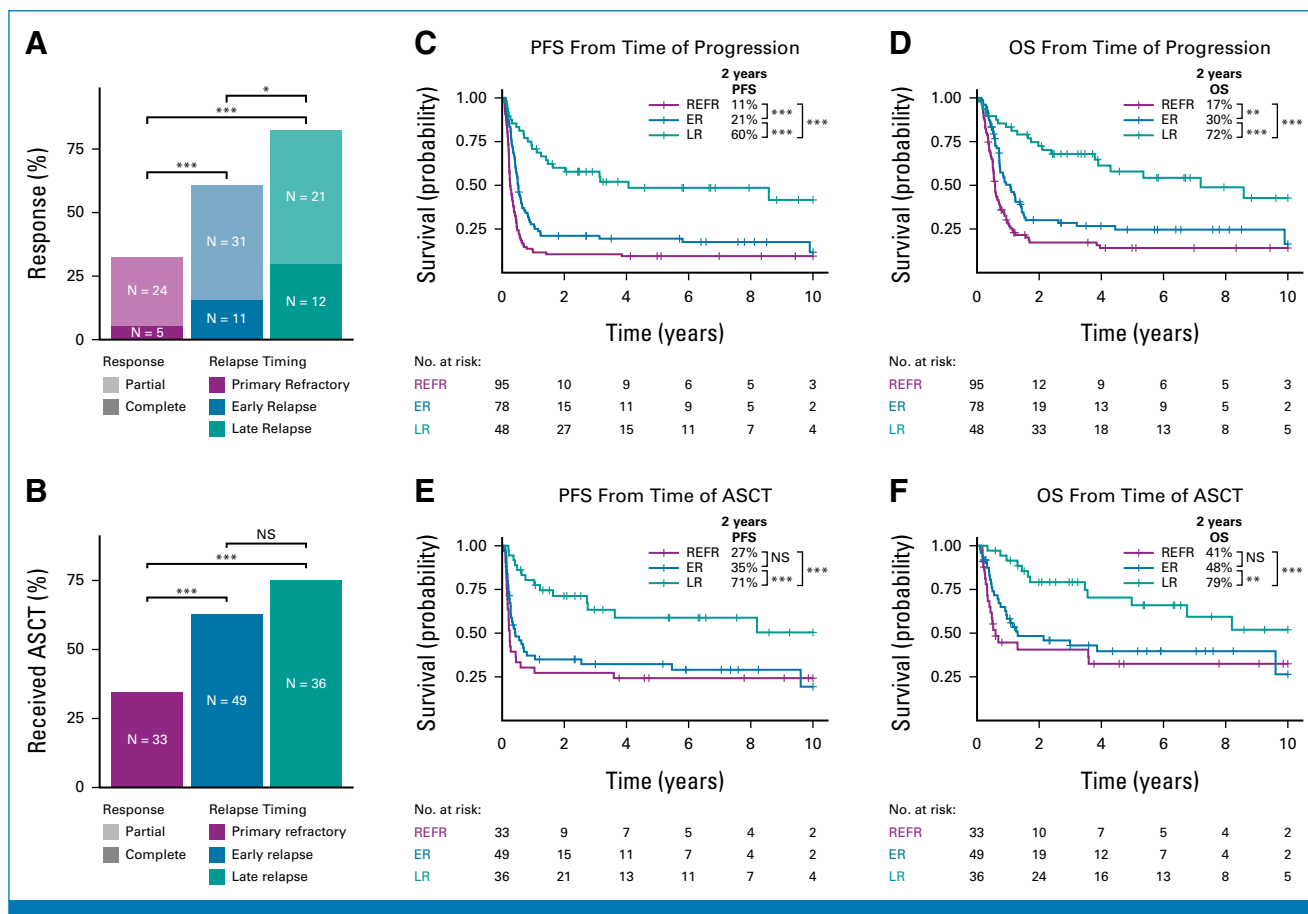 A
Response (%)
75
50
25
0
*
***
***
N = 24
N = 5
N = 31
N = 11
N = 21
N = 12
Response
Partial
Complete
Relapse Timing
Primary Refractory
Early Relapse
Late Relapse
B
Received ASCT (%)
75
50
25
0
NS
***
***
N = 33
N = 49
N = 36
Response
Partial
Complete
Relapse Timing
Primary refractory
Early relapse
Late relapse
C
PFS From Time of Progression
2 years
PFS
REFR 11%
ER 21%
LR 60%
***
***
***
Survival (probability)
1.00
0.75
0.50
0.25
0 2 4 6 8 10
Time (years)
No. at risk:
REFR 95 10 9 6 5 3
ER 78 15 11 9 5 2
LR 48 27 15 11 7 4
D
OS From Time of Progression
2 years
OS
REFR 17%
ER 30%
LR 72%
**
***
***
Survival (probability)
1.00
0.75
0.50
0.25
0 2 4 6 8 10
Time (years)
No. at risk:
REFR 95 12 9 6 5 3
ER 78 19 13 9 5 2
LR 48 33 18 13 8 5
E
PFS From Time of ASCT
2 years
PFS
REFR 27%
ER 35%
LR 71%
NS
***
***
Survival (probability)
1.00
0.75
0.50
0.25
0 2 4 6 8 10
Time (years)
No. at risk:
REFR 33 9 7 5 4 2
ER 49 15 11 7 4 2
LR 36 21 13 11 7 4
F
OS From Time of ASCT
2 years
OS
REFR 41%
ER 48%
LR 79%
NS
**
***
Survival (probability)
1.00
0.75
0.50
0.25
0 2 4 6 8 10
Time (years)
No. at risk:
REFR 33 10 7 5 4 2
ER 49 19 12 7 4 2
LR 36 24 16 13 8 5